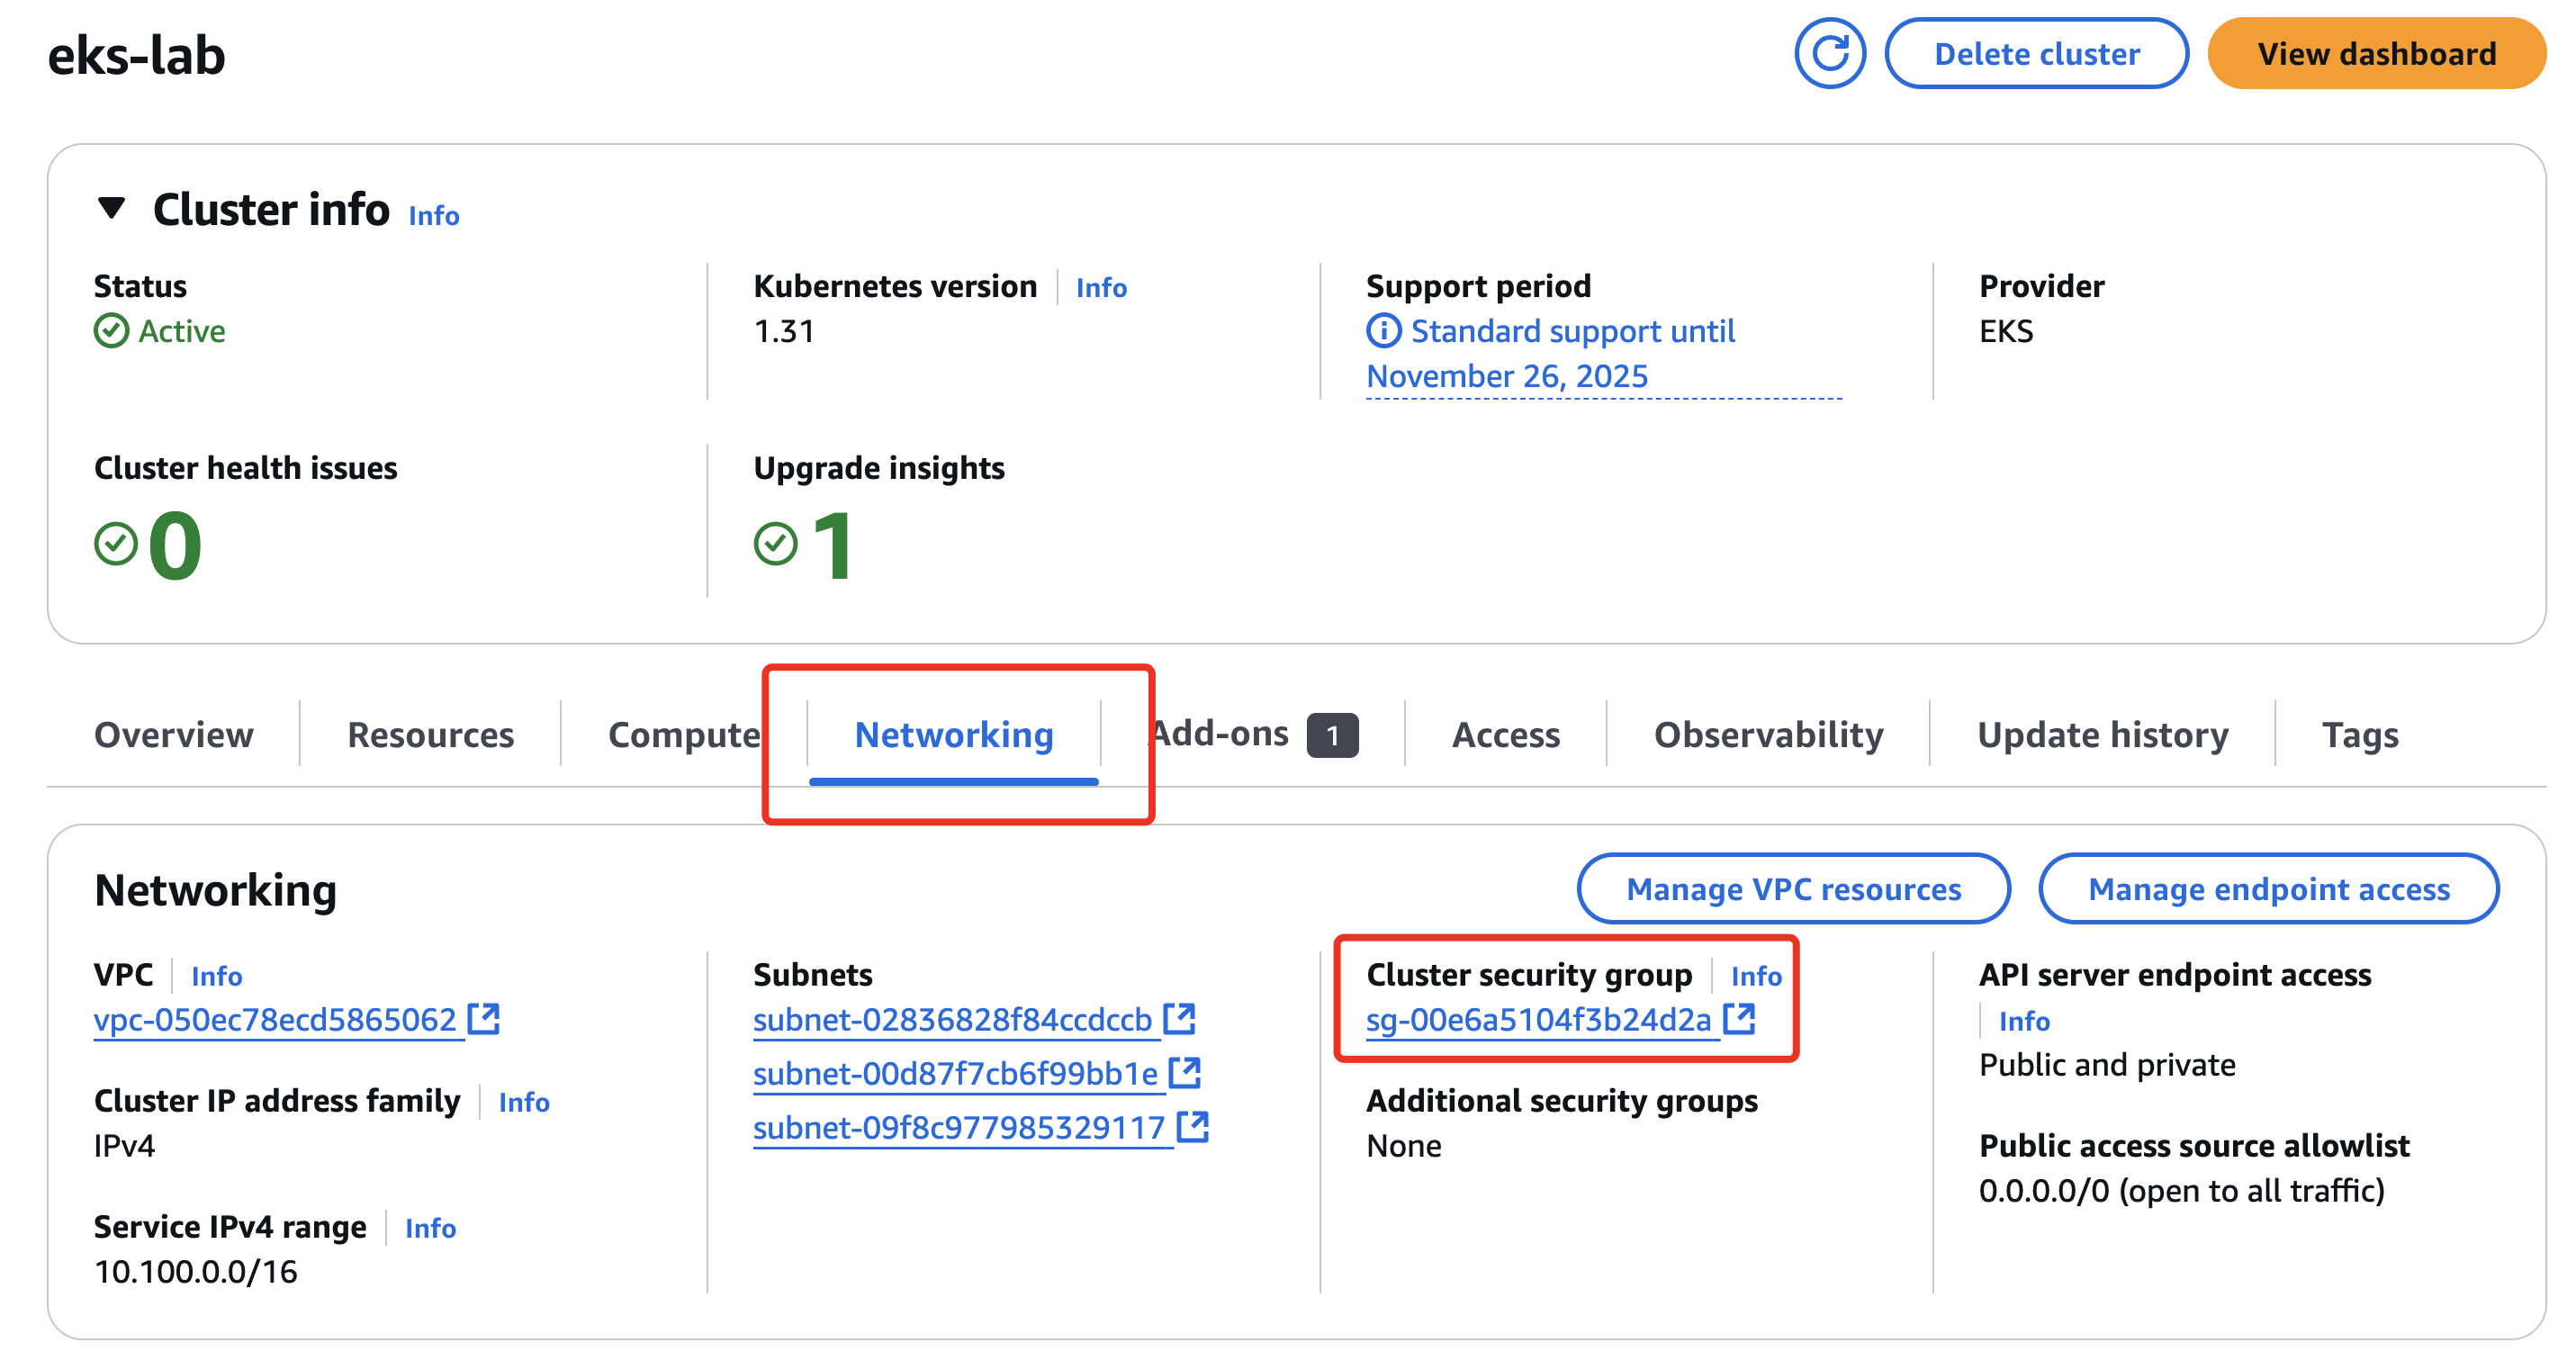 eks-lab
Delete cluster
View dashboard
Cluster info Info
Status
Active
Kubernetes version Info
1.31
Support period
Standard support until
November 26, 2025
Provider
EKS
Cluster health issues
0
Upgrade insights
1
Overview
Resources
Compute
Networking
Add-ons 1
Access
Observability
Update history
Tags
Networking
Manage VPC resources
Manage endpoint access
VPC Info
vpc-050ec78ecd5865062
Cluster IP address family Info
IPv4
Service IPv4 range Info
10.100.0.0/16
Subnets
subnet-02836828f84ccdccb
subnet-00d87f7cb6f99bb1e
subnet-09f8c977985329117
Cluster security group Info
sg-00e6a5104f3b24d2a
Additional security groups
None
API server endpoint access
Info
Public and private
Public access source allowlist
0.0.0.0/0 (open to all traffic)